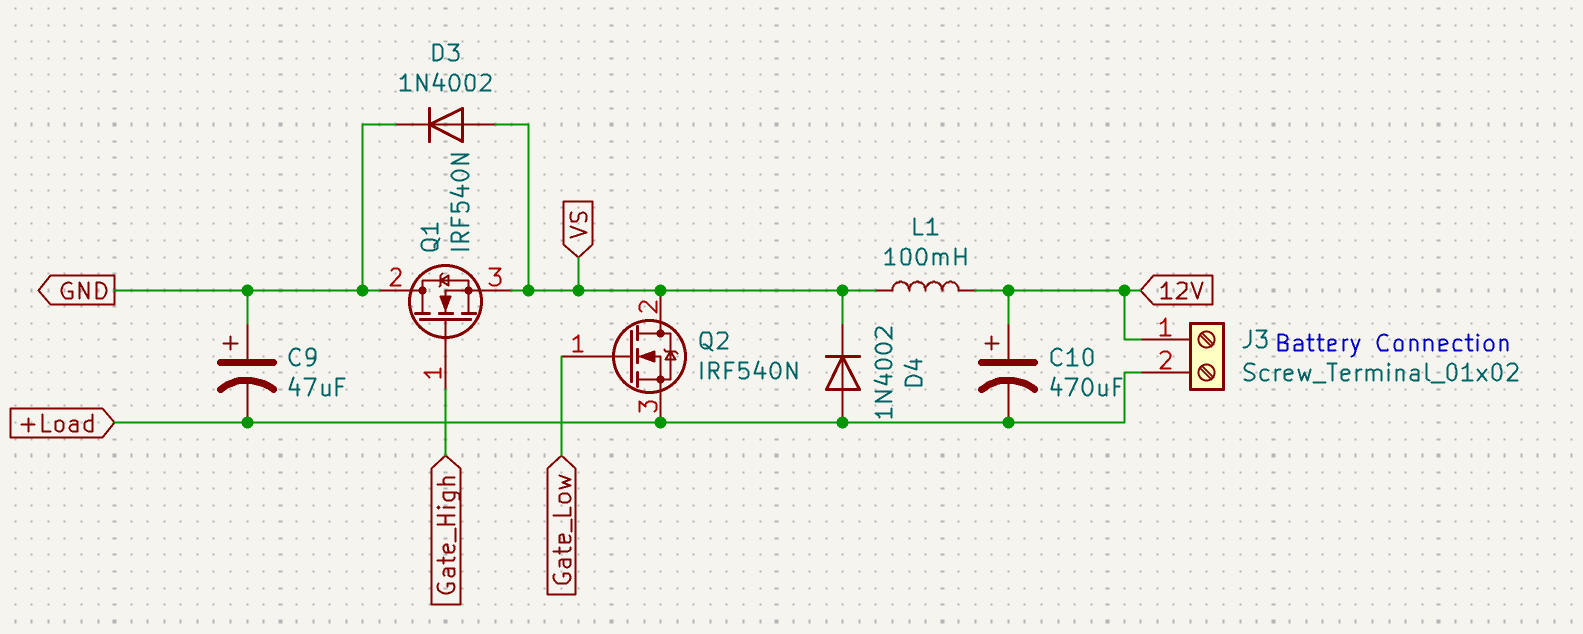 D3
1N4002
Q1
IRF540N
VS
L1
100mH
GND
2
3
12V
2
1
Q2
IRF540N
3
1
C9
47uF
+
1N4002
D4
+
C10
470uF
1
2
J3
Battery Connection
Screw_Terminal_01x02
+Load
Gate_High
Gate_Low